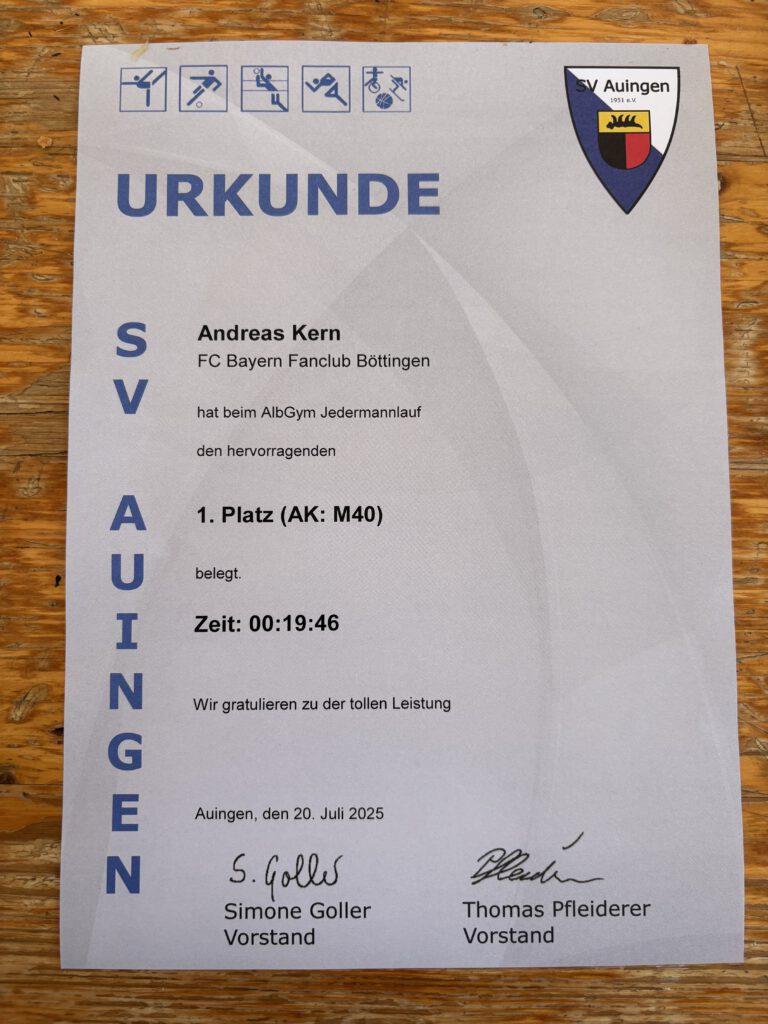 SV Auingen
1951 e.V.
URKUNDE
SV AUINGEN
Andreas Kern
FC Bayern Fanclub Böttingen
hat beim AlbGym Jedermannlauf
den hervorragenden
1. Platz (AK: M40)
belegt.
Zeit: 00:19:46
Wir gratulieren zu der tollen Leistung
Auingen, den 20. Juli 2025
S. Goller
Pfleiderer
Simone Goller
Vorstand
Thomas Pfleiderer
Vorstand